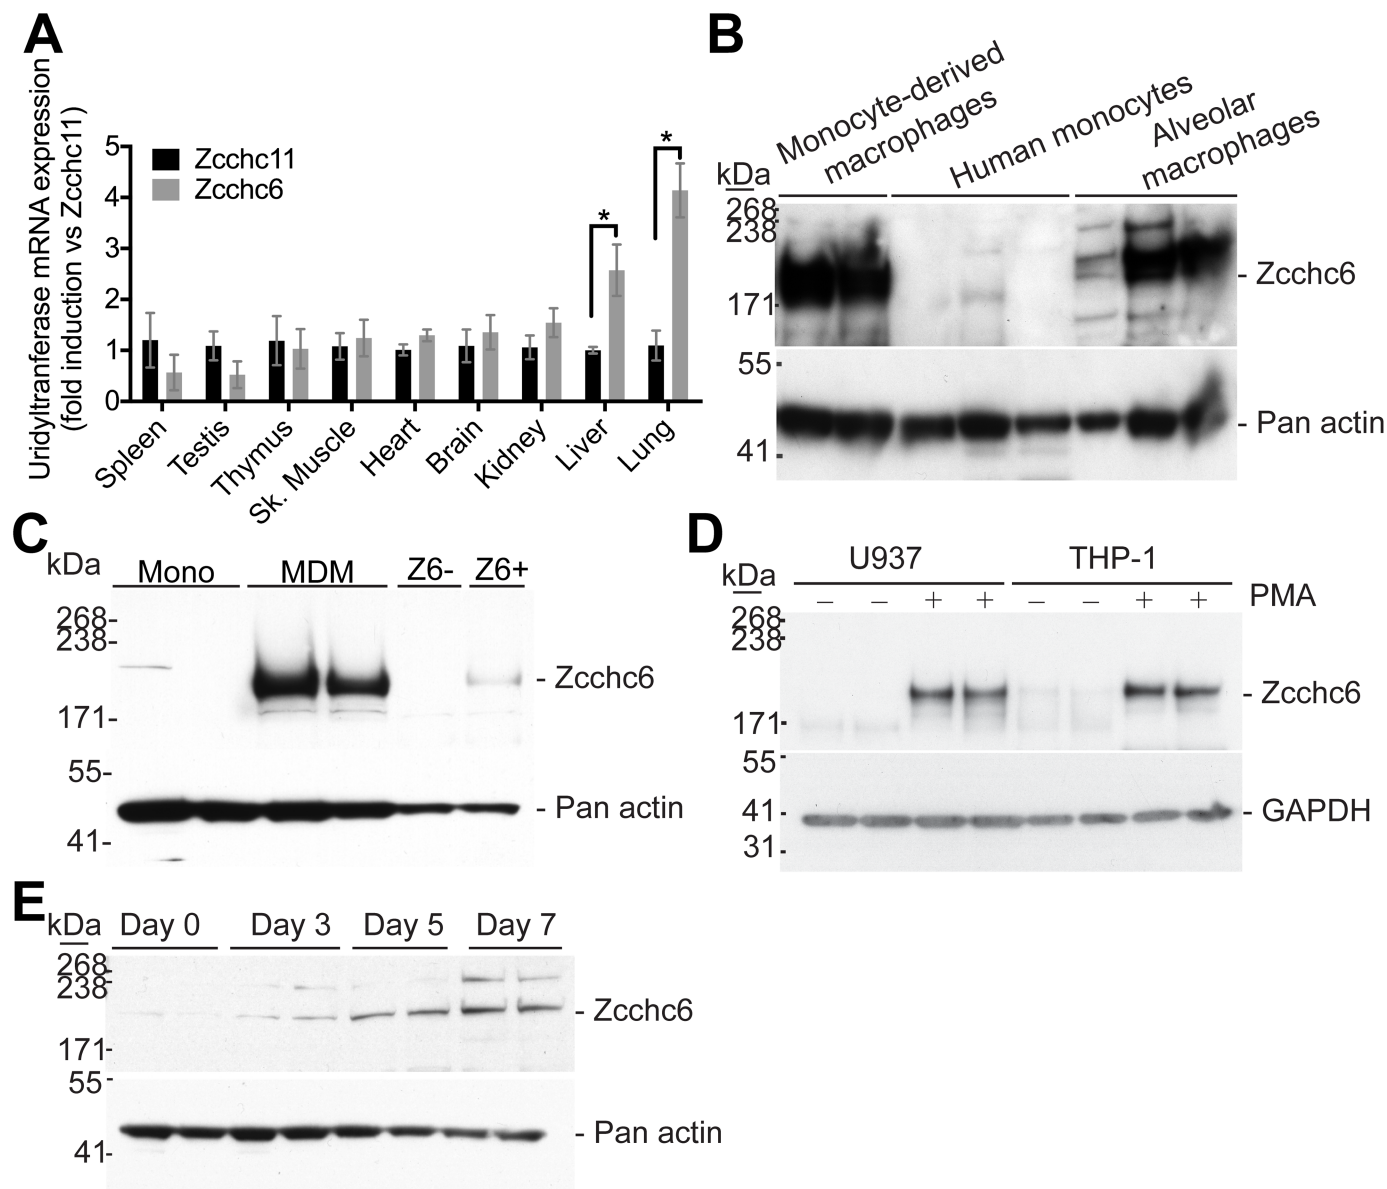 A
Uridyltranferase mRNA expression
(fold induction vs Zcchc11)
5
4
3
2
1
0
Zcchc11
Zcchc6
*
*
Spleen
Testis
Thymus
Sk. Muscle
Heart
Brain
Kidney
Liver
Lung
B
Monocyte-derived
macrophages
Human monocytes
Alveolar
macrophages
kDa
268
238
171
- Zcchc6
55
41
- Pan actin
C
kDa
Mono MDM Z6- Z6+
268-
238-
171-
- Zcchc6
55-
41-
- Pan actin
D
U937 THP-1
kDa
− − + + − − + + PMA
268
238
171
- Zcchc6
55
41
31
- GAPDH
E
kDa
Day 0 Day 3 Day 5 Day 7
268
238
171-
- Zcchc6
55-
41-
- Pan actin